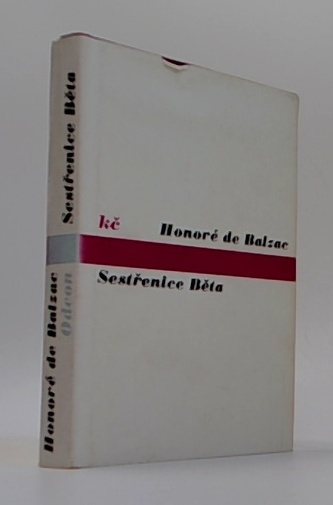 Honoré de Balzac
Odeon
Sestřenice Běta
kč
Honoré de Balzac
Sestřenice Běta